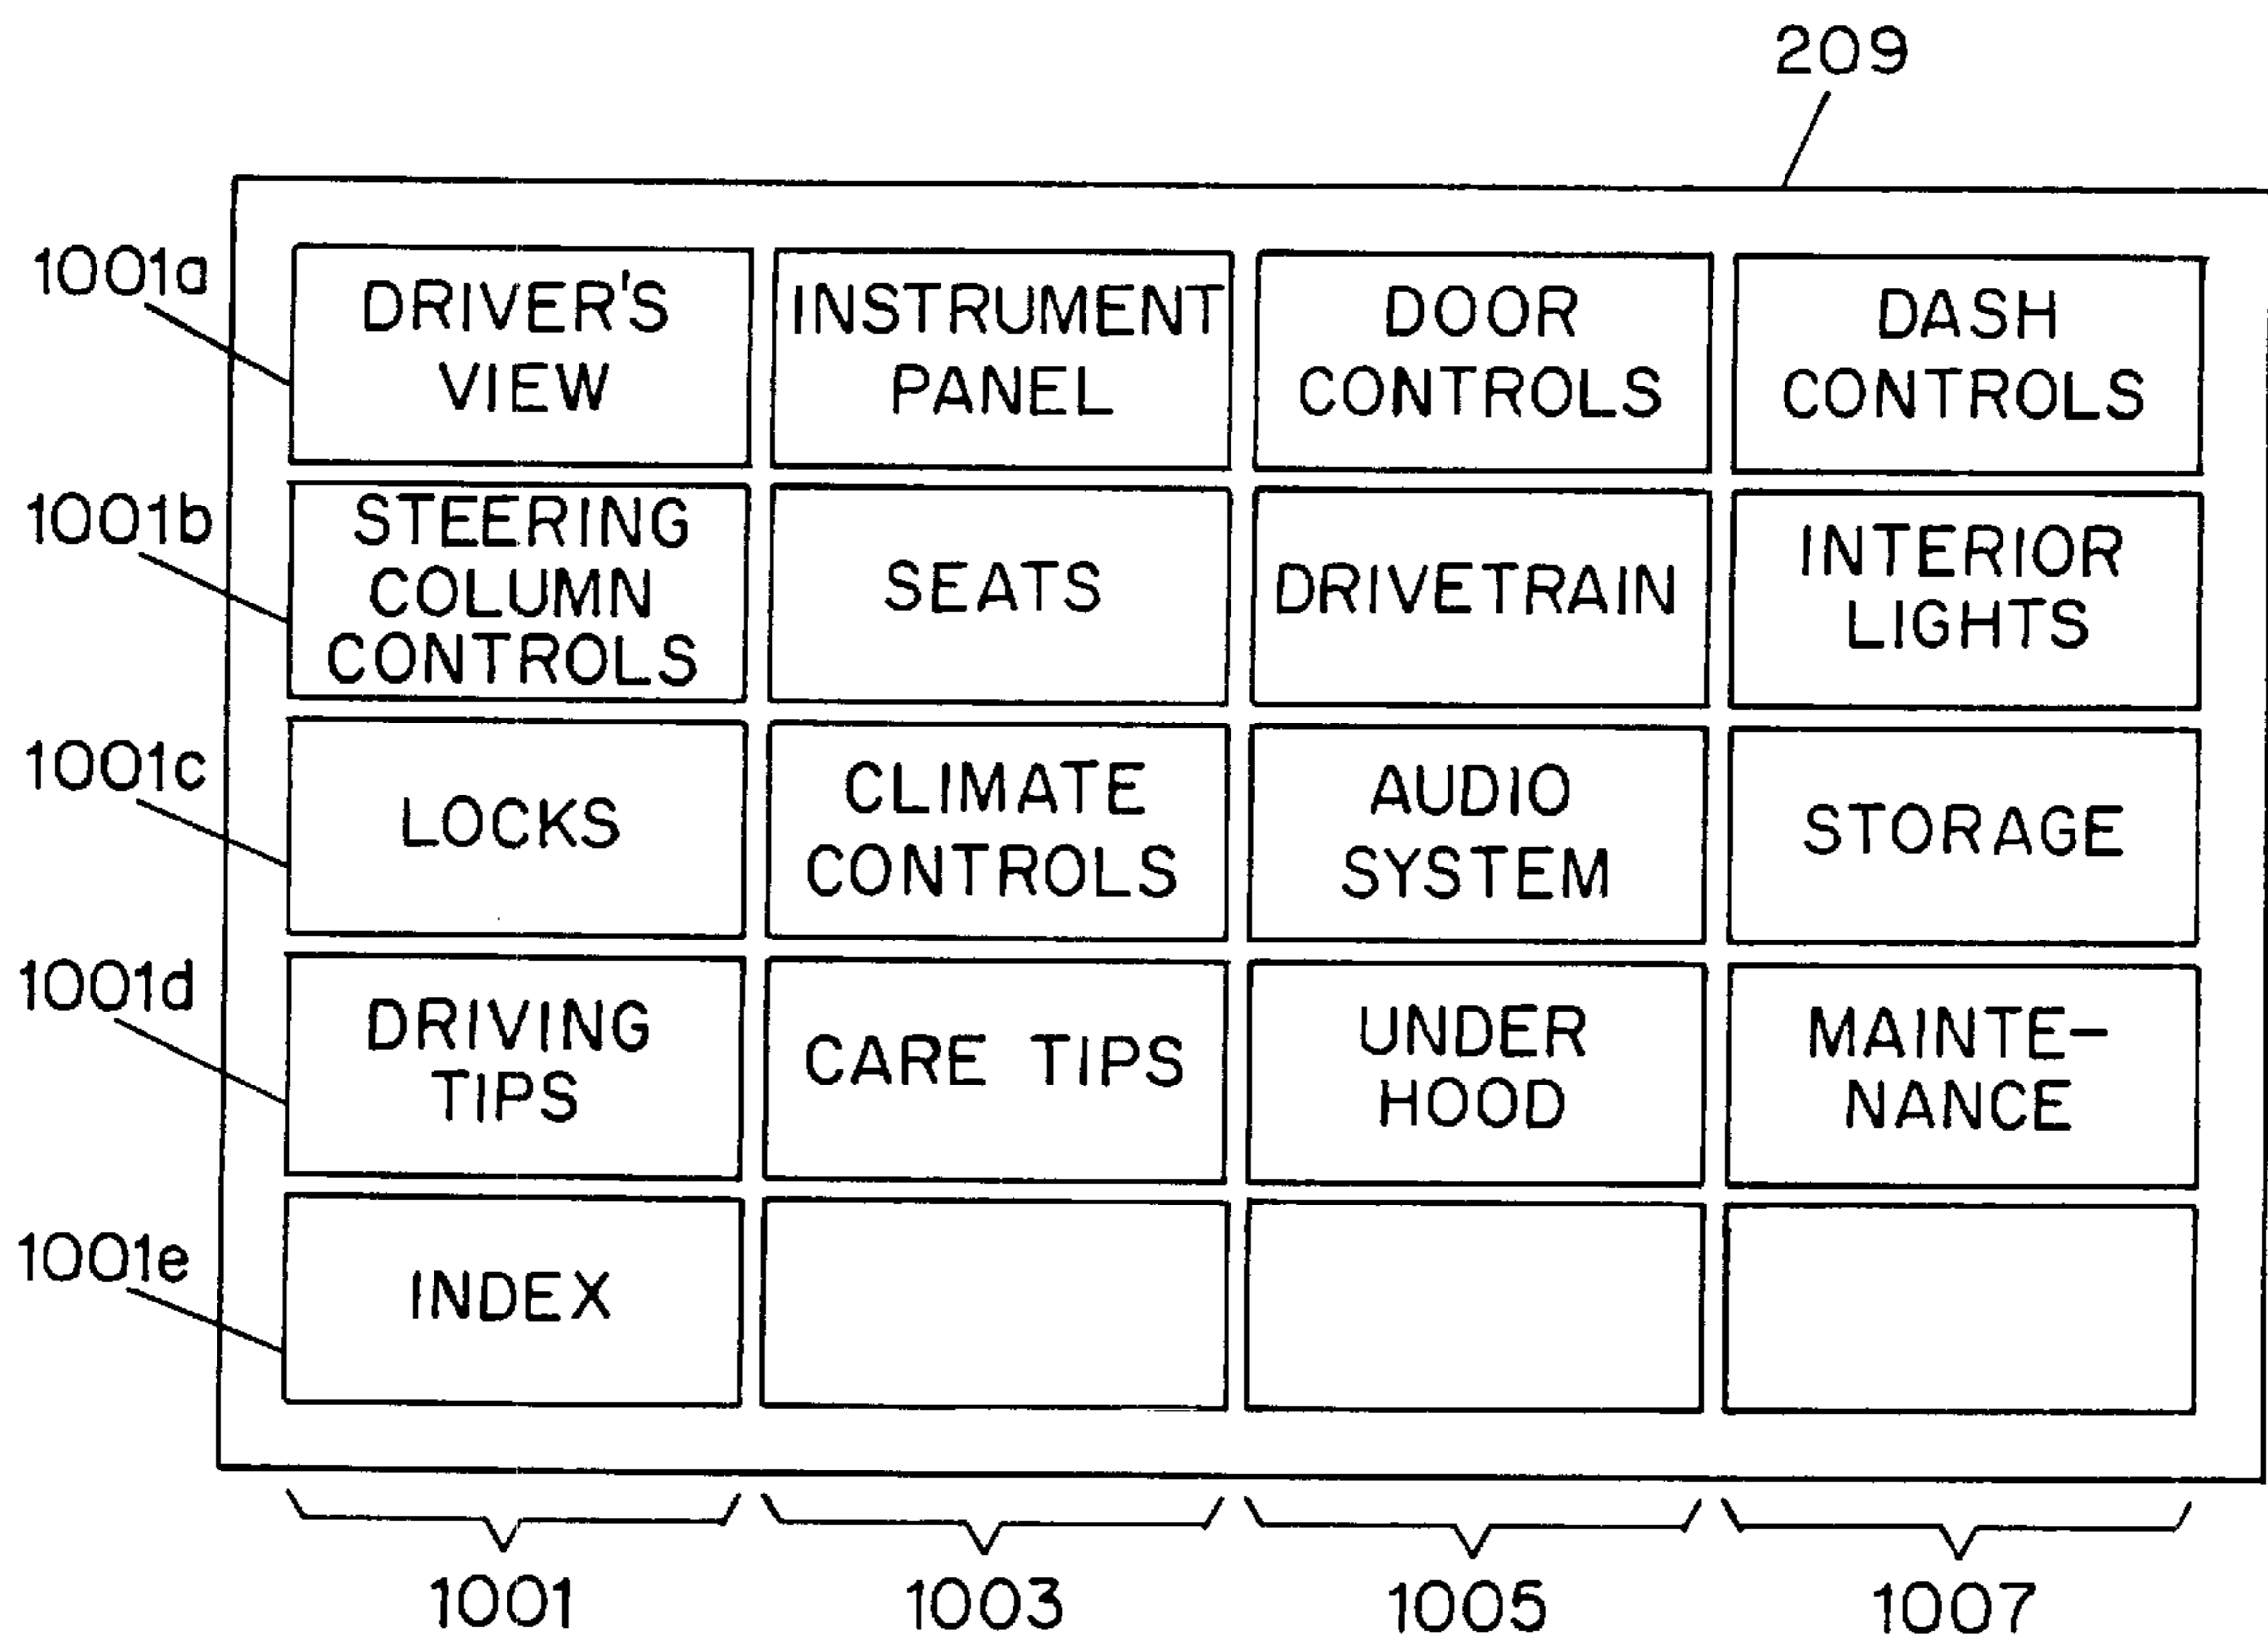 209
1001a
DRIVER'S
VIEW
INSTRUMENT
PANEL
DOOR
CONTROLS
DASH
CONTROLS
1001b
STEERING
COLUMN
CONTROLS
SEATS
DRIVETRAIN
INTERIOR
LIGHTS
1001c
LOCKS
CLIMATE
CONTROLS
AUDIO
SYSTEM
STORAGE
1001d
DRIVING
TIPS
CARE TIPS
UNDER
HOOD
MAINTE-
NANCE
1001e
INDEX
1001
1003
1005
1007